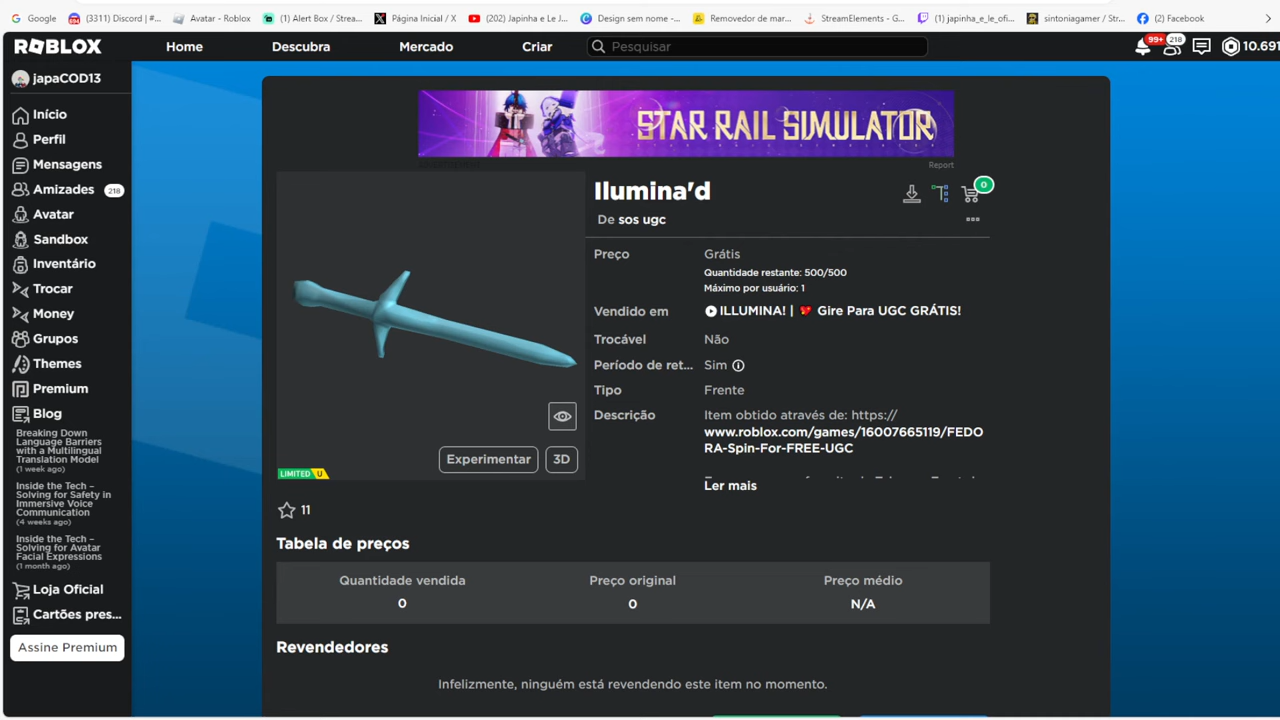 Google
(3311) Discord | #...
Avatar - Roblox
(1) Alert Box / Strea...
Página Inicial / X
(202) Japinha e Le J...
Design sem nome -...
Removedor de mar...
StreamElements - G...
(1) japinha_e_le_ofi...
sintoniagamer / Str...
(2) Facebook
ROBLOX
Home
Descubra
Mercado
Criar
Pesquisar
99+
218
10.691
japaCOD13
Início
Perfil
Mensagens
Amizades
218
Avatar
Sandbox
Inventário
Trocar
Money
Grupos
Themes
Premium
Blog
Breaking Down
Language Barriers
with a Multilingual
Translation Model
(1 week ago)
Inside the Tech –
Solving for Safety in
Immersive Voice
Communication
(4 weeks ago)
Inside the Tech –
Solving for Avatar
Facial Expressions
(1 month ago)
Loja Oficial
Cartões pres...
Assine Premium
STAR RAIL SIMULATOR
Report
Ilumina'd
0
De sos ugc
Preço
Grátis
Quantidade restante: 500/500
Máximo por usuário: 1
Vendido em
ILLUMINA! | 💘 Gire Para UGC GRÁTIS!
Trocável
Não
Período de ret...
Sim
Tipo
Frente
Descrição
Item obtido através de: https://
www.roblox.com/games/16007665119/FEDO
RA-Spin-For-FREE-UGC
Ler mais
Experimentar
3D
LIMITED U
11
Tabela de preços
Quantidade vendida
Preço original
Preço médio
0
0
N/A
Revendedores
Infelizmente, ninguém está revendendo este item no momento.